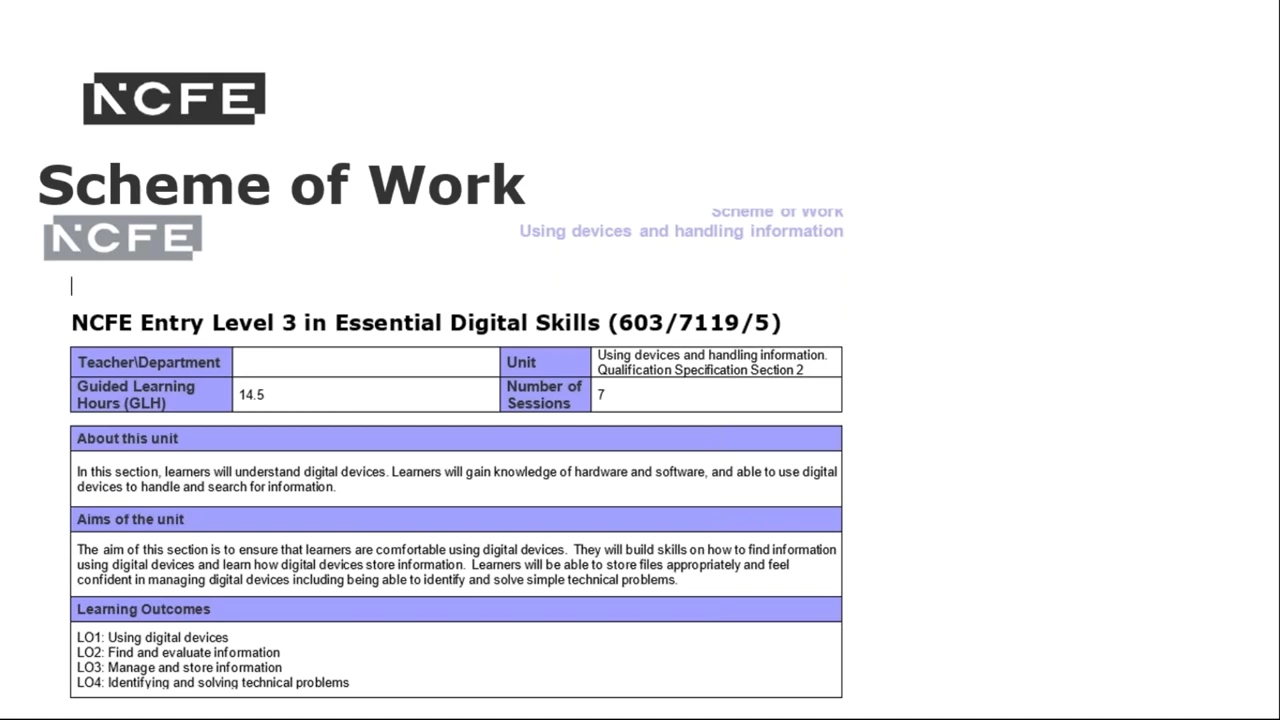 NCFE
Scheme of Work
Scheme of Work
NCFE
Using devices and handling information
NCFE Entry Level 3 in Essential Digital Skills (603/7119/5)
Teacher\Department
Unit
Using devices and handling information.
Qualification Specification Section 2
Guided Learning
Hours (GLH)
14.5
Number of
Sessions
7
About this unit
In this section, learners will understand digital devices. Learners will gain knowledge of hardware and software, and able to use digital
devices to handle and search for information.
Aims of the unit
The aim of this section is to ensure that learners are comfortable using digital devices. They will build skills on how to find information
using digital devices and learn how digital devices store information. Learners will be able to store files appropriately and feel
confident in managing digital devices including being able to identify and solve simple technical problems.
Learning Outcomes
LO1: Using digital devices
LO2: Find and evaluate information
LO3: Manage and store information
LO4: Identifying and solving technical problems